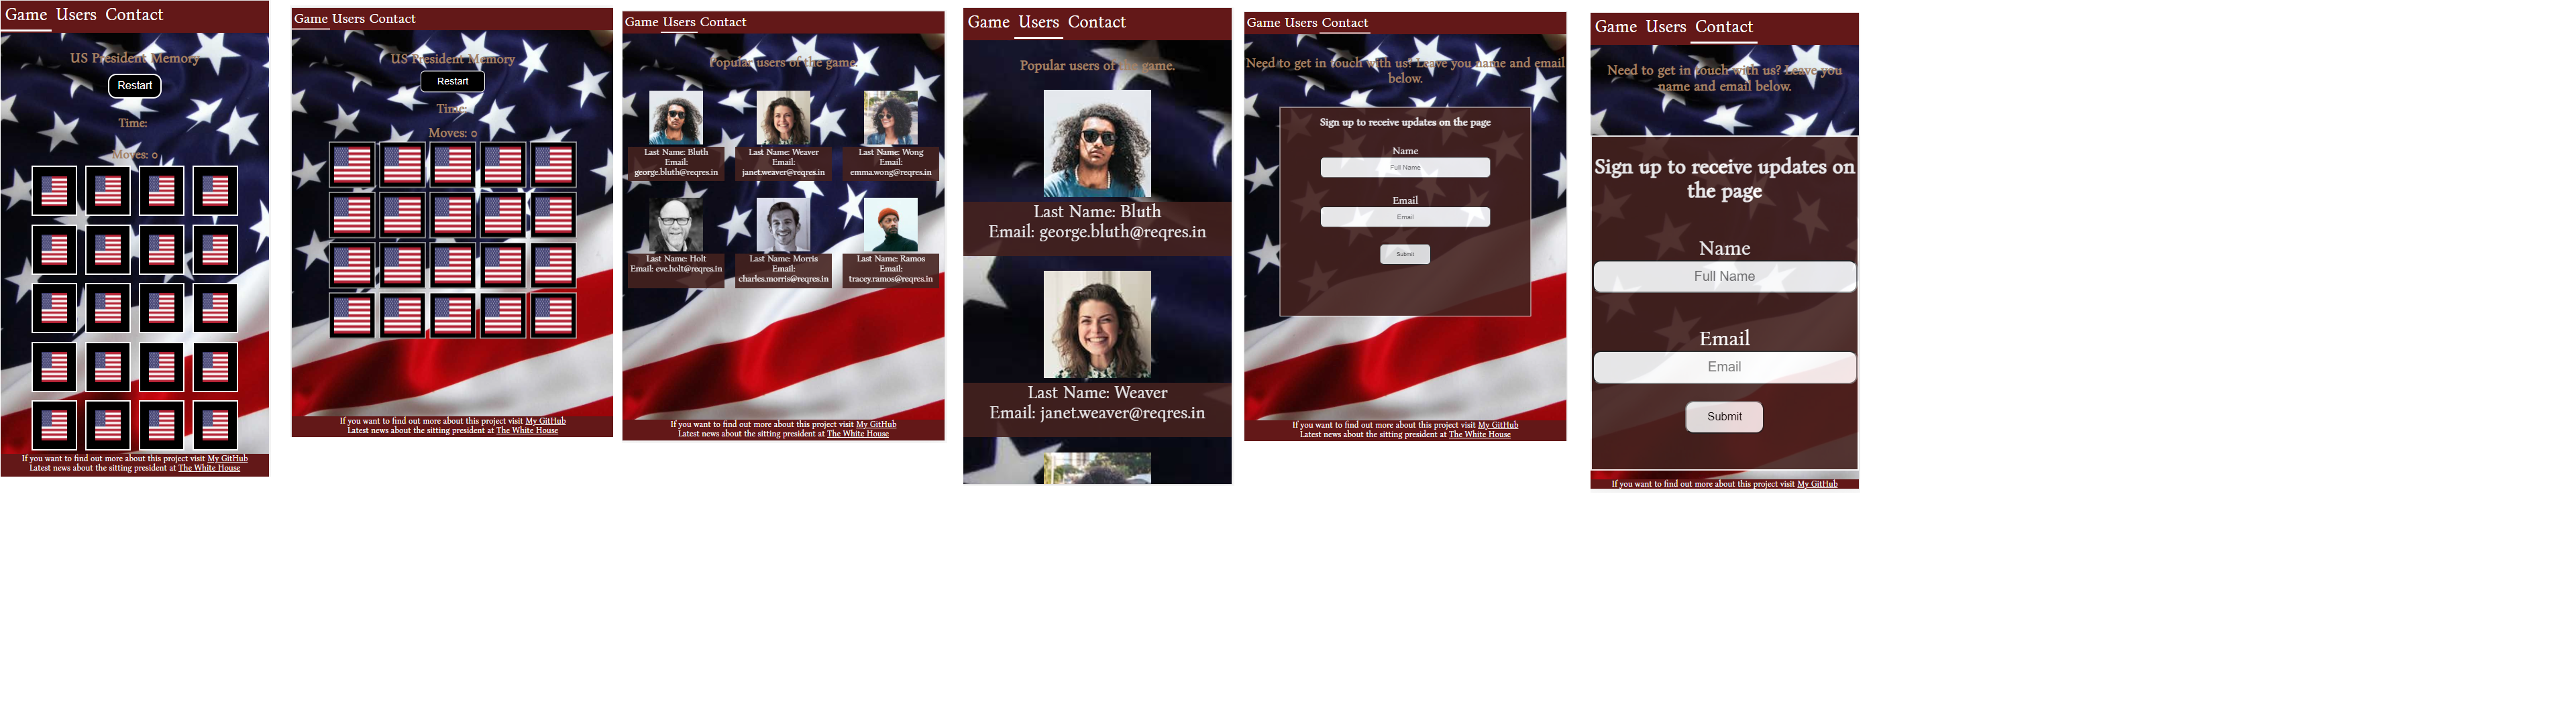 Game Users Contact
US President Memory
Restart
Time:
Moves: 0
If you want to find out more about this project visit My GitHub
Latest news about the sitting president at The White House
Game Users Contact
US President Memory
Restart
Time:
Moves: 0
If you want to find out more about this project visit My GitHub
Latest news about the sitting president at The White House
Game Users Contact
Popular users of the game.
Last Name: Bluth
Email:
george.bluth@reqres.in
Last Name: Weaver
Email:
janet.weaver@reqres.in
Last Name: Wong
Email:
emma.wong@reqres.in
Last Name: Holt
Email: eve.holt@reqres.in
Last Name: Morris
Email:
charles.morris@reqres.in
Last Name: Ramos
Email:
tracey.ramos@reqres.in
If you want to find out more about this project visit My GitHub
Latest news about the sitting president at The White House
Game Users Contact
Popular users of the game.
Last Name: Bluth
Email: george.bluth@reqres.in
Last Name: Weaver
Email: janet.weaver@reqres.in
Game Users Contact
Need to get in touch with us? Leave you name and email
below.
Sign up to receive updates on the page
Name
Full Name
Email
Email
Submit
If you want to find out more about this project visit My GitHub
Latest news about the sitting president at The White House
Game Users Contact
Need to get in touch with us? Leave you
name and email below.
Sign up to receive updates on
the page
Name
Full Name
Email
Email
Submit
If you want to find out more about this project visit My GitHub